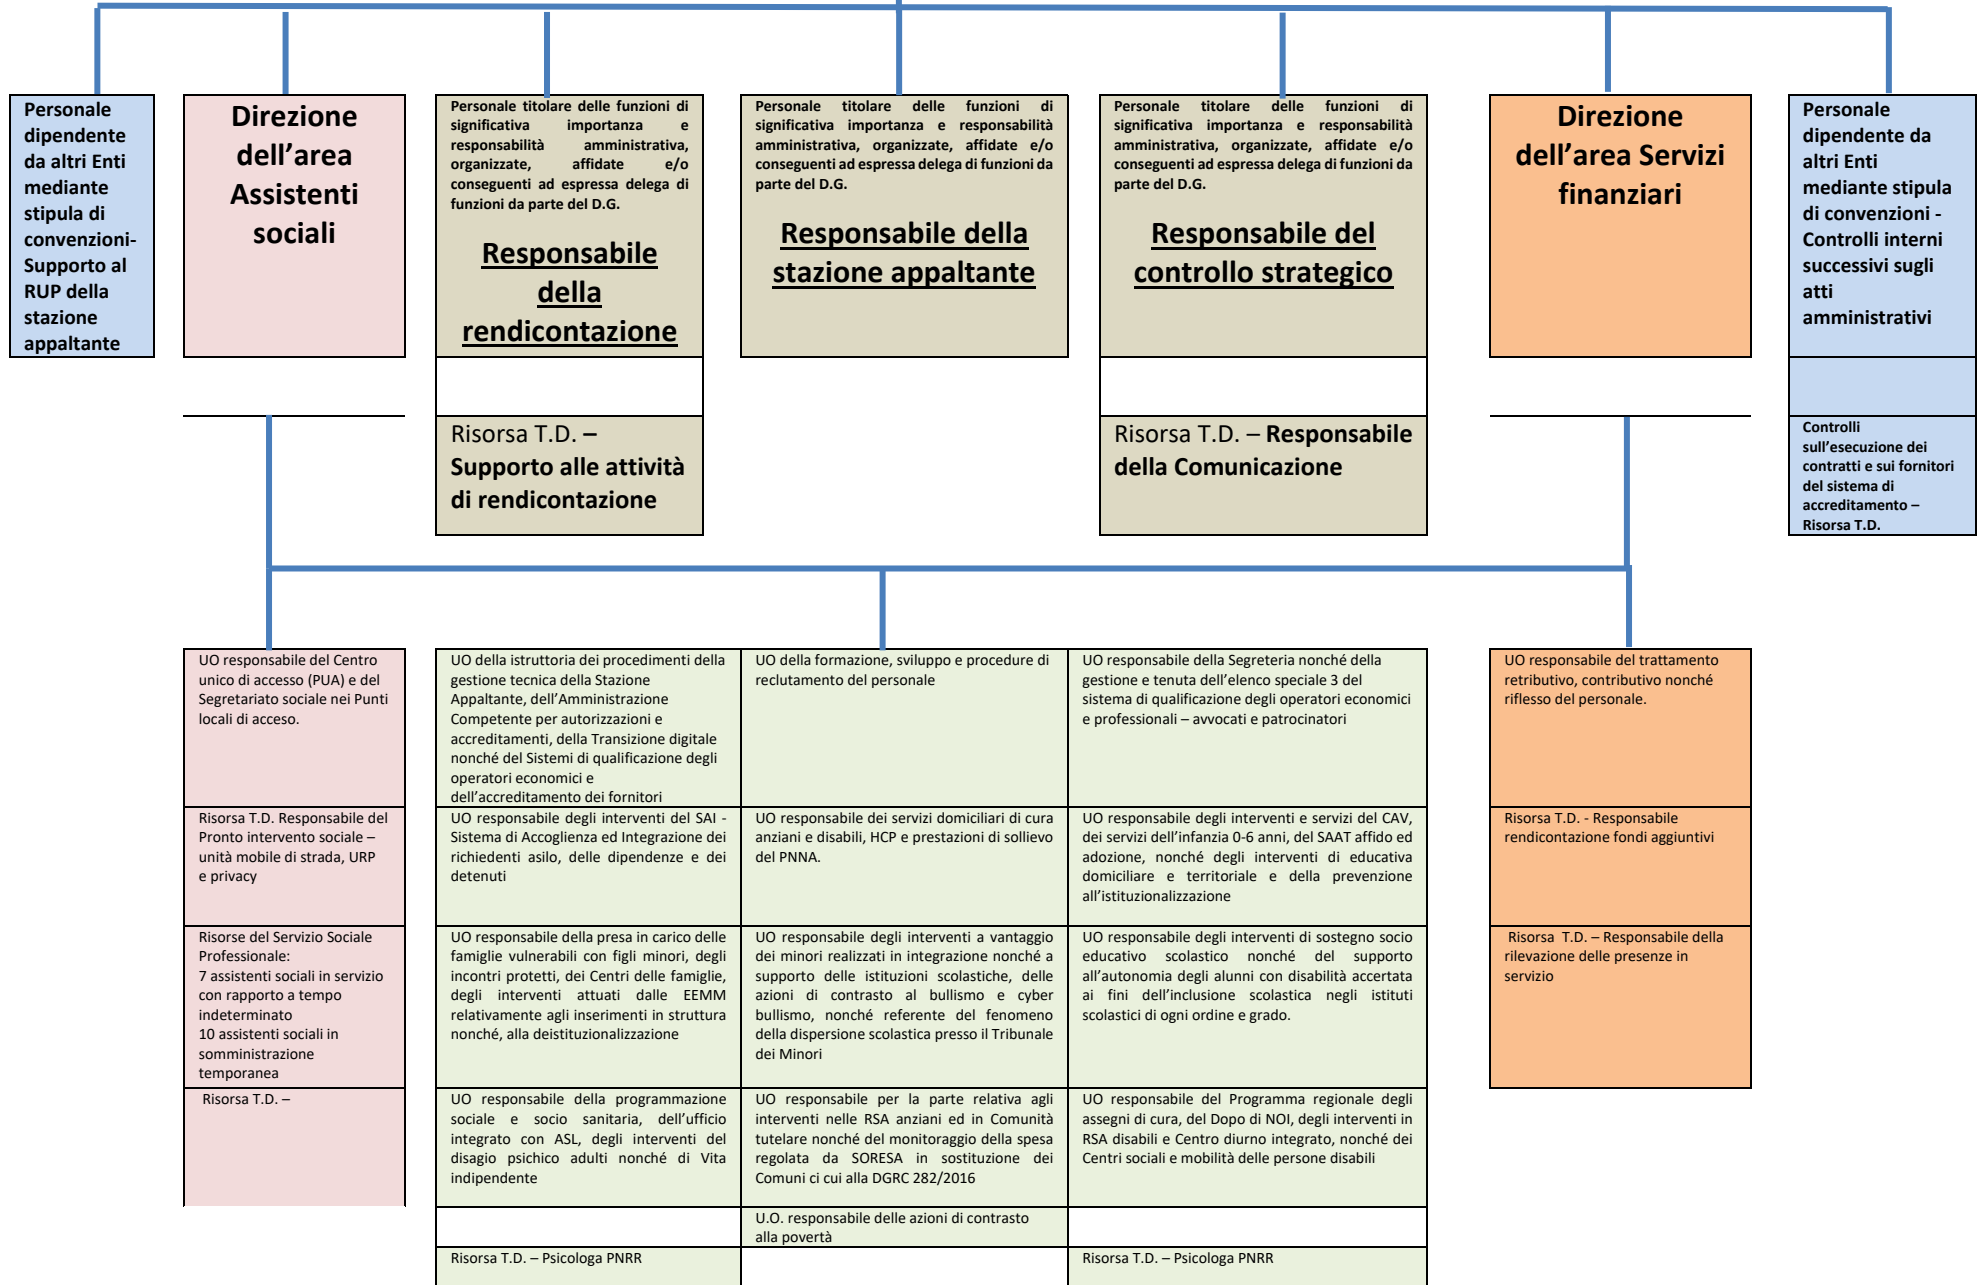 Personale
dipendente
da altri Enti
mediante
stipula di
convenzioni-
Supporto al
RUP della
stazione
appaltante
Direzione
dell’area
Assistenti
sociali
Personale titolare delle funzioni di
significativa importanza e
responsabilità amministrativa,
organizzate, affidate e/o
conseguenti ad espressa delega di
funzioni da parte del D.G.
Responsabile
della
rendicontazione
Personale titolare delle funzioni di
significativa importanza e responsabilità
amministrativa, organizzate, affidate e/o
conseguenti ad espressa delega di funzioni da
parte del D.G.
Responsabile della
stazione appaltante
Personale titolare delle funzioni di
significativa importanza e responsabilità
amministrativa, organizzate, affidate e/o
conseguenti ad espressa delega di funzioni da
parte del D.G.
Responsabile del
controllo strategico
Direzione
dell’area Servizi
finanziari
Personale
dipendente da
altri Enti
mediante stipula
di convenzioni -
Controlli interni
successivi sugli
atti
amministrativi
Risorsa T.D. –
Supporto alle attività
di rendicontazione
Risorsa T.D. – Responsabile
della Comunicazione
Controlli
sull’esecuzione dei
contratti e sui fornitori
del sistema di
accreditamento –
Risorsa T.D.
UO responsabile del Centro
unico di accesso (PUA) e del
Segretariato sociale nei Punti
locali di acceso.
UO della istruttoria dei procedimenti della
gestione tecnica della Stazione
Appaltante, dell’Amministrazione
Competente per autorizzazioni e
accreditamenti, della Transizione digitale
nonché del Sistemi di qualificazione degli
operatori economici e
dell’accreditamento dei fornitori
UO della formazione, sviluppo e procedure di
reclutamento del personale
UO responsabile della Segreteria nonché della
gestione e tenuta dell’elenco speciale 3 del
sistema di qualificazione degli operatori economici
e professionali – avvocati e patrocinatori
UO responsabile del trattamento
retributivo, contributivo nonché
riflesso del personale.
Risorsa T.D. Responsabile del
Pronto intervento sociale –
unità mobile di strada, URP
e privacy
UO responsabile degli interventi del SAI -
Sistema di Accoglienza ed Integrazione dei
richiedenti asilo, delle dipendenze e dei
detenuti
UO responsabile dei servizi domiciliari di cura
anziani e disabili, HCP e prestazioni di sollievo
del PNNA.
UO responsabile degli interventi e servizi del CAV,
dei servizi dell’infanzia 0-6 anni, del SAAT affido ed
adozione, nonché degli interventi di educativa
domiciliare e territoriale e della prevenzione
all’istituzionalizzazione
Risorsa T.D. - Responsabile
rendicontazione fondi aggiuntivi
Risorse del Servizio Sociale
Professionale:
7 assistenti sociali in servizio
con rapporto a tempo
indeterminato
10 assistenti sociali in
somministrazione
temporanea
UO responsabile della presa in carico delle
famiglie vulnerabili con figli minori, degli
incontri protetti, dei Centri delle famiglie,
degli interventi attuati dalle EEMM
relativamente agli inserimenti in struttura
nonché, alla deistituzionalizzazione
UO responsabile degli interventi a vantaggio
dei minori realizzati in integrazione nonché a
supporto delle istituzioni scolastiche, delle
azioni di contrasto al bullismo e cyber
bullismo, nonché referente del fenomeno
della dispersione scolastica presso il Tribunale
dei Minori
UO responsabile degli interventi di sostegno socio
educativo scolastico nonché del supporto
all’autonomia degli alunni con disabilità accertata
ai fini dell’inclusione scolastica negli istituti
scolastici di ogni ordine e grado.
Risorsa T.D. – Responsabile della
rilevazione delle presenze in
servizio
Risorsa T.D. –
UO responsabile della programmazione
sociale e socio sanitaria, dell’ufficio
integrato con ASL, degli interventi del
disagio psichico adulti nonché di Vita
indipendente
UO responsabile per la parte relativa agli
interventi nelle RSA anziani ed in Comunità
tutelare nonché del monitoraggio della spesa
regolata da SORESA in sostituzione dei
Comuni ci cui alla DGRC 282/2016
UO responsabile del Programma regionale degli
assegni di cura, del Dopo di NOI, degli interventi in
RSA disabili e Centro diurno integrato, nonché dei
Centri sociali e mobilità delle persone disabili
U.O. responsabile delle azioni di contrasto
alla povertà
Risorsa T.D. – Psicologa PNRR
Risorsa T.D. – Psicologa PNRR